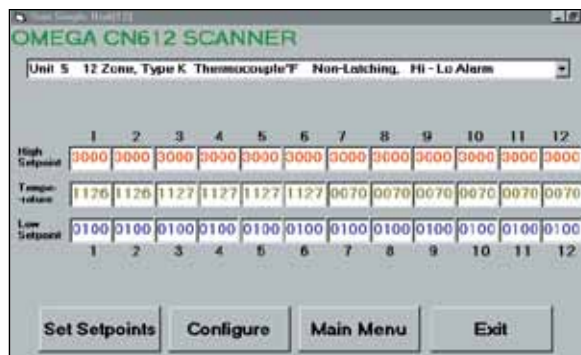 OMEGA CN612 SCANNER
Unit 5 12 Zone, Type K Thermocouple°F Non-Latching, Hi - Lo Alarm
1 2 3 4 5 6 7 8 9 10 11 12
High Setpoint 3000 3000 3000 3000 3000 3000 3000 3000 3000 3000 3000 3000
Tempe-rature 1126 1126 1127 1127 1127 1127 0070 0070 0070 0070 0070 0070
Low Setpoint 0100 0100 0100 0100 0100 0100 0100 0100 0100 0100 0100 0100
1 2 3 4 5 6 7 8 9 10 11 12
Set Setpoints Configure Main Menu Exit